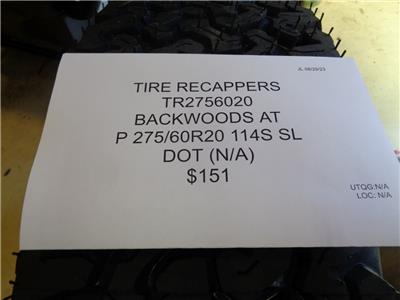 JL 08/29/23
TIRE RECAPPERS
TR2756020
BACKWOODS AT
P 275/60R20 114S SL
DOT (N/A)
$151
UTQG:N/A
LOC: N/A